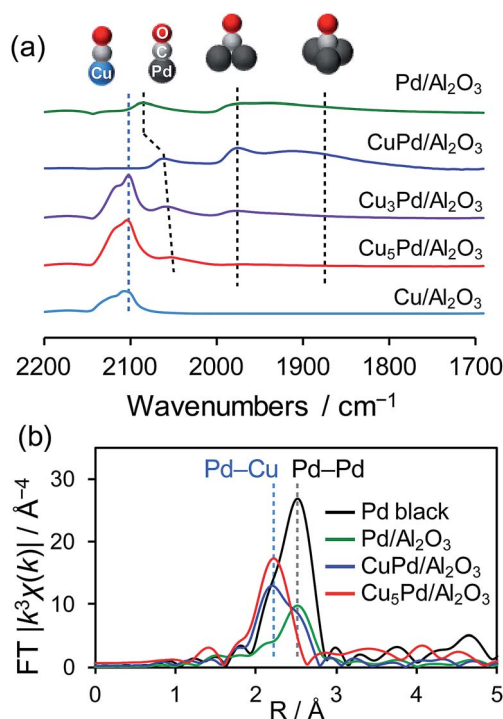 (a)
O
C
Cu
Pd
Pd/Al₂O₃
CuPd/Al₂O₃
Cu₃Pd/Al₂O₃
Cu₅Pd/Al₂O₃
Cu/Al₂O₃
2200 2100 2000 1900 1800 1700
Wavenumbers / cm⁻¹
(b)
Pd–Cu Pd–Pd
30
20
10
0
FT |k³χ(k)| / Å⁻⁴
Pd black
Pd/Al₂O₃
CuPd/Al₂O₃
Cu₅Pd/Al₂O₃
0 1 2 3 4 5
R / Å